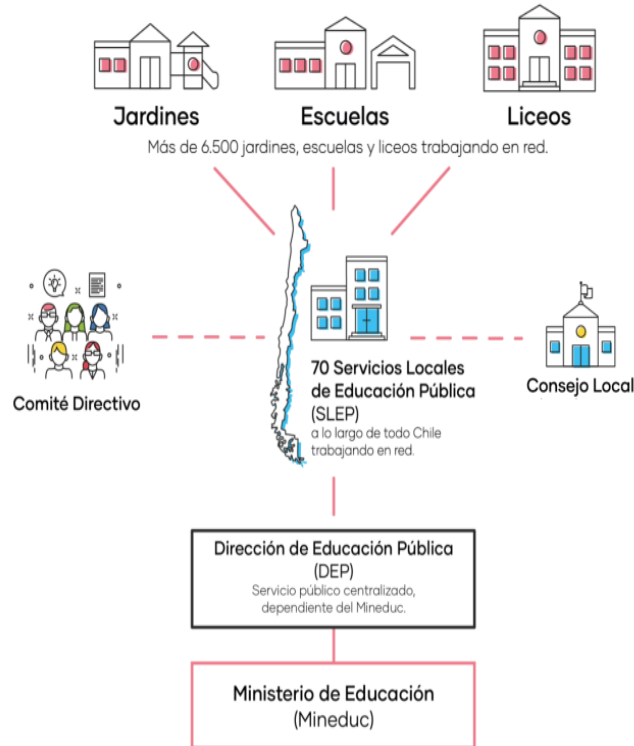 Jardines
Escuelas
Liceos
Más de 6.500 jardines, escuelas y liceos trabajando en red.
Comité Directivo
70 Servicios Locales
de Educación Pública
(SLEP)
a lo largo de todo Chile
trabajando en red.
Consejo Local
Dirección de Educación Pública
(DEP)
Servicio público centralizado,
dependiente del Mineduc.
Ministerio de Educación
(Mineduc)